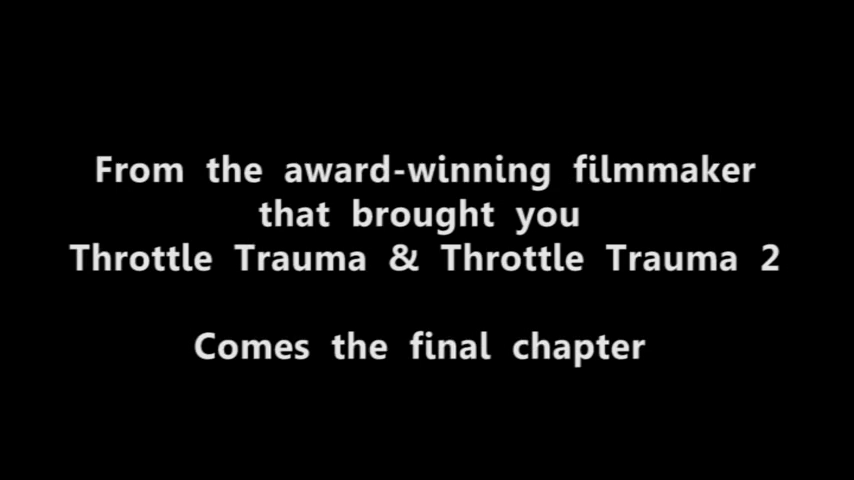 From the award-winning filmmaker
that brought you
Throttle Trauma & Throttle Trauma 2
Comes the final chapter